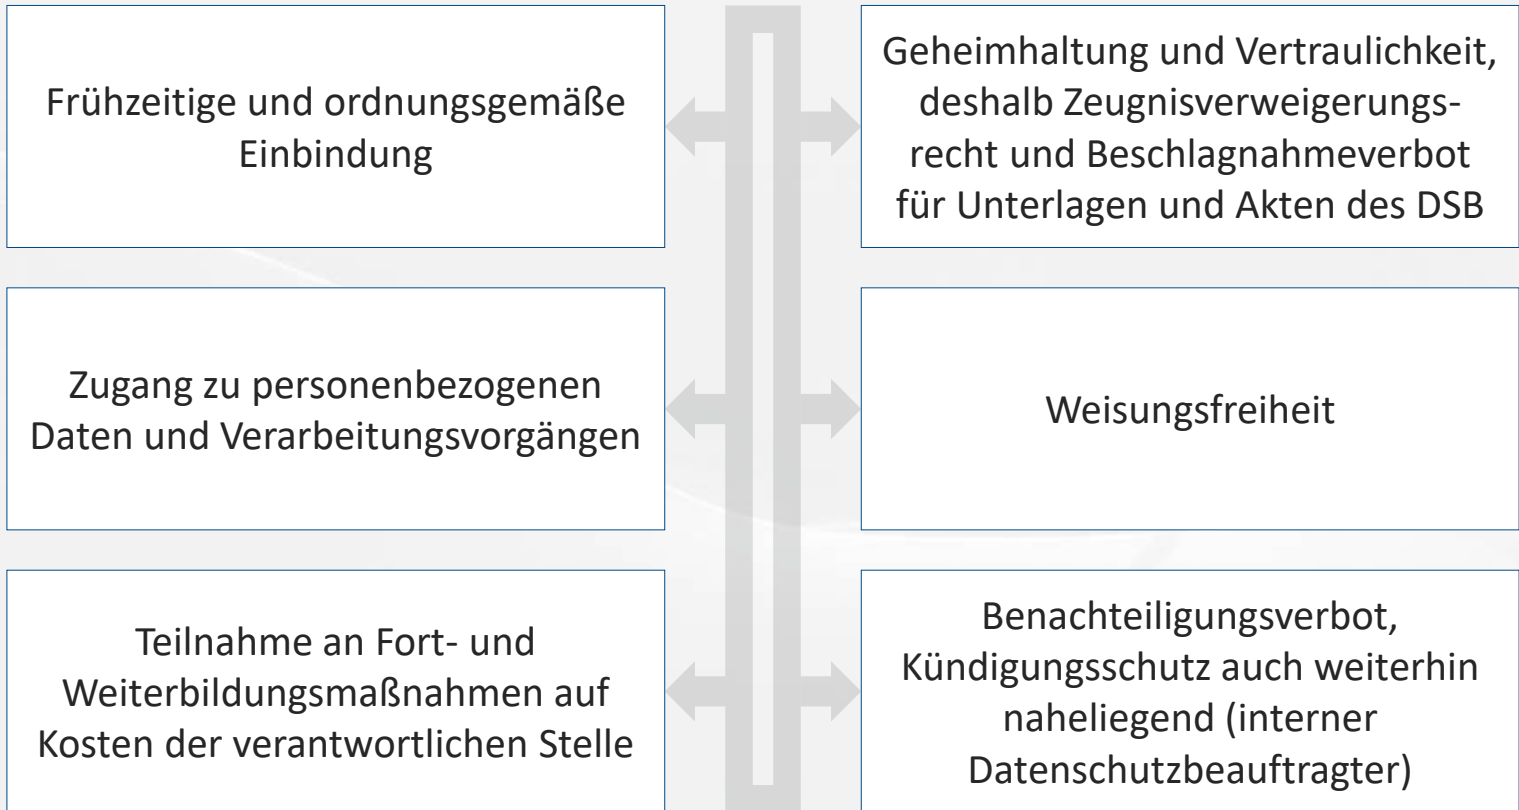 Frühzeitige und ordnungsgemäße
Einbindung
Geheimhaltung und Vertraulichkeit,
deshalb Zeugnisverweigerungs-
recht und Beschlagnahmeverbot
für Unterlagen und Akten des DSB
Zugang zu personenbezogenen
Daten und Verarbeitungsvorgängen
Weisungsfreiheit
Teilnahme an Fort- und
Weiterbildungsmaßnahmen auf
Kosten der verantwortlichen Stelle
Benachteiligungsverbot,
Kündigungsschutz auch weiterhin
naheliegend (interner
Datenschutzbeauftragter)